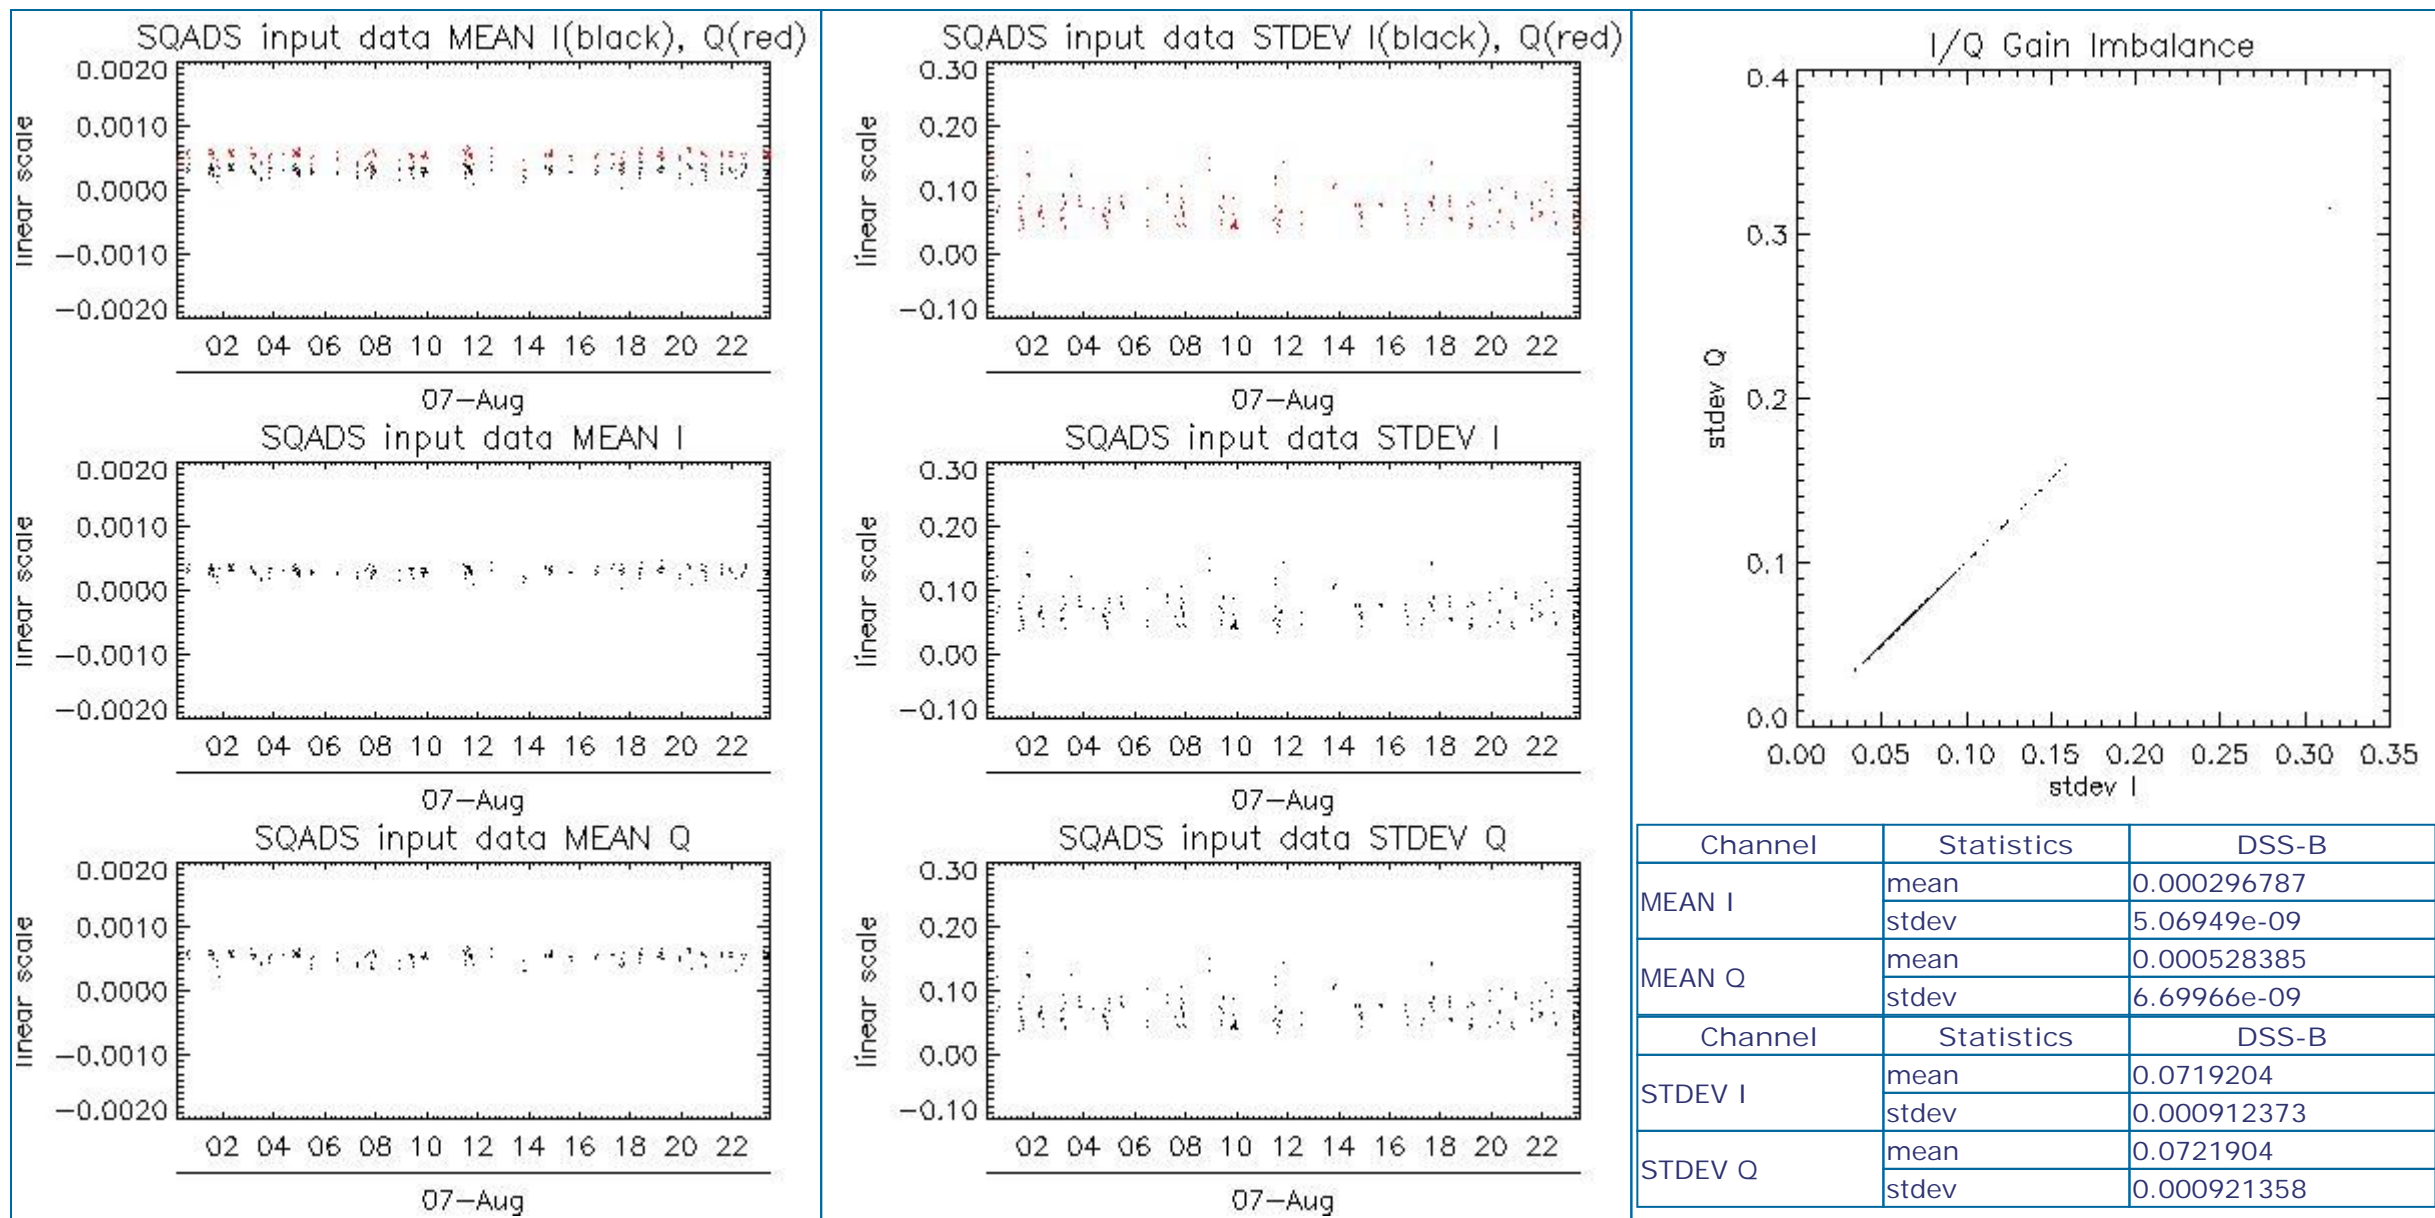 SQADS input data MEAN I(black), Q(red)
0.0020
0.0010
0.0000
-0.0010
-0.0020
linear scale
02 04 06 08 10 12 14 16 18 20 22
07-Aug
SQADS input data MEAN I
0.0020
0.0010
0.0000
-0.0010
-0.0020
linear scale
02 04 06 08 10 12 14 16 18 20 22
07-Aug
SQADS input data MEAN Q
0.0020
0.0010
0.0000
-0.0010
-0.0020
linear scale
02 04 06 08 10 12 14 16 18 20 22
07-Aug
SQADS input data STDEV I(black), Q(red)
0.30
0.20
0.10
0.00
-0.10
linear scale
02 04 06 08 10 12 14 16 18 20 22
07-Aug
SQADS input data STDEV I
0.30
0.20
0.10
0.00
-0.10
linear scale
02 04 06 08 10 12 14 16 18 20 22
07-Aug
SQADS input data STDEV Q
0.30
0.20
0.10
0.00
-0.10
linear scale
02 04 06 08 10 12 14 16 18 20 22
07-Aug
I/Q Gain Imbalance
0.4
0.3
0.2
0.1
0.0
stdev Q
0.00 0.05 0.10 0.15 0.20 0.25 0.30 0.35
stdev I
Channel Statistics DSS-B
MEAN I
mean 0.000296787
stdev 5.06949e-09
MEAN Q
mean 0.000528385
stdev 6.69966e-09
Channel Statistics DSS-B
STDEV I
mean 0.0719204
stdev 0.000912373
STDEV Q
mean 0.0721904
stdev 0.000921358